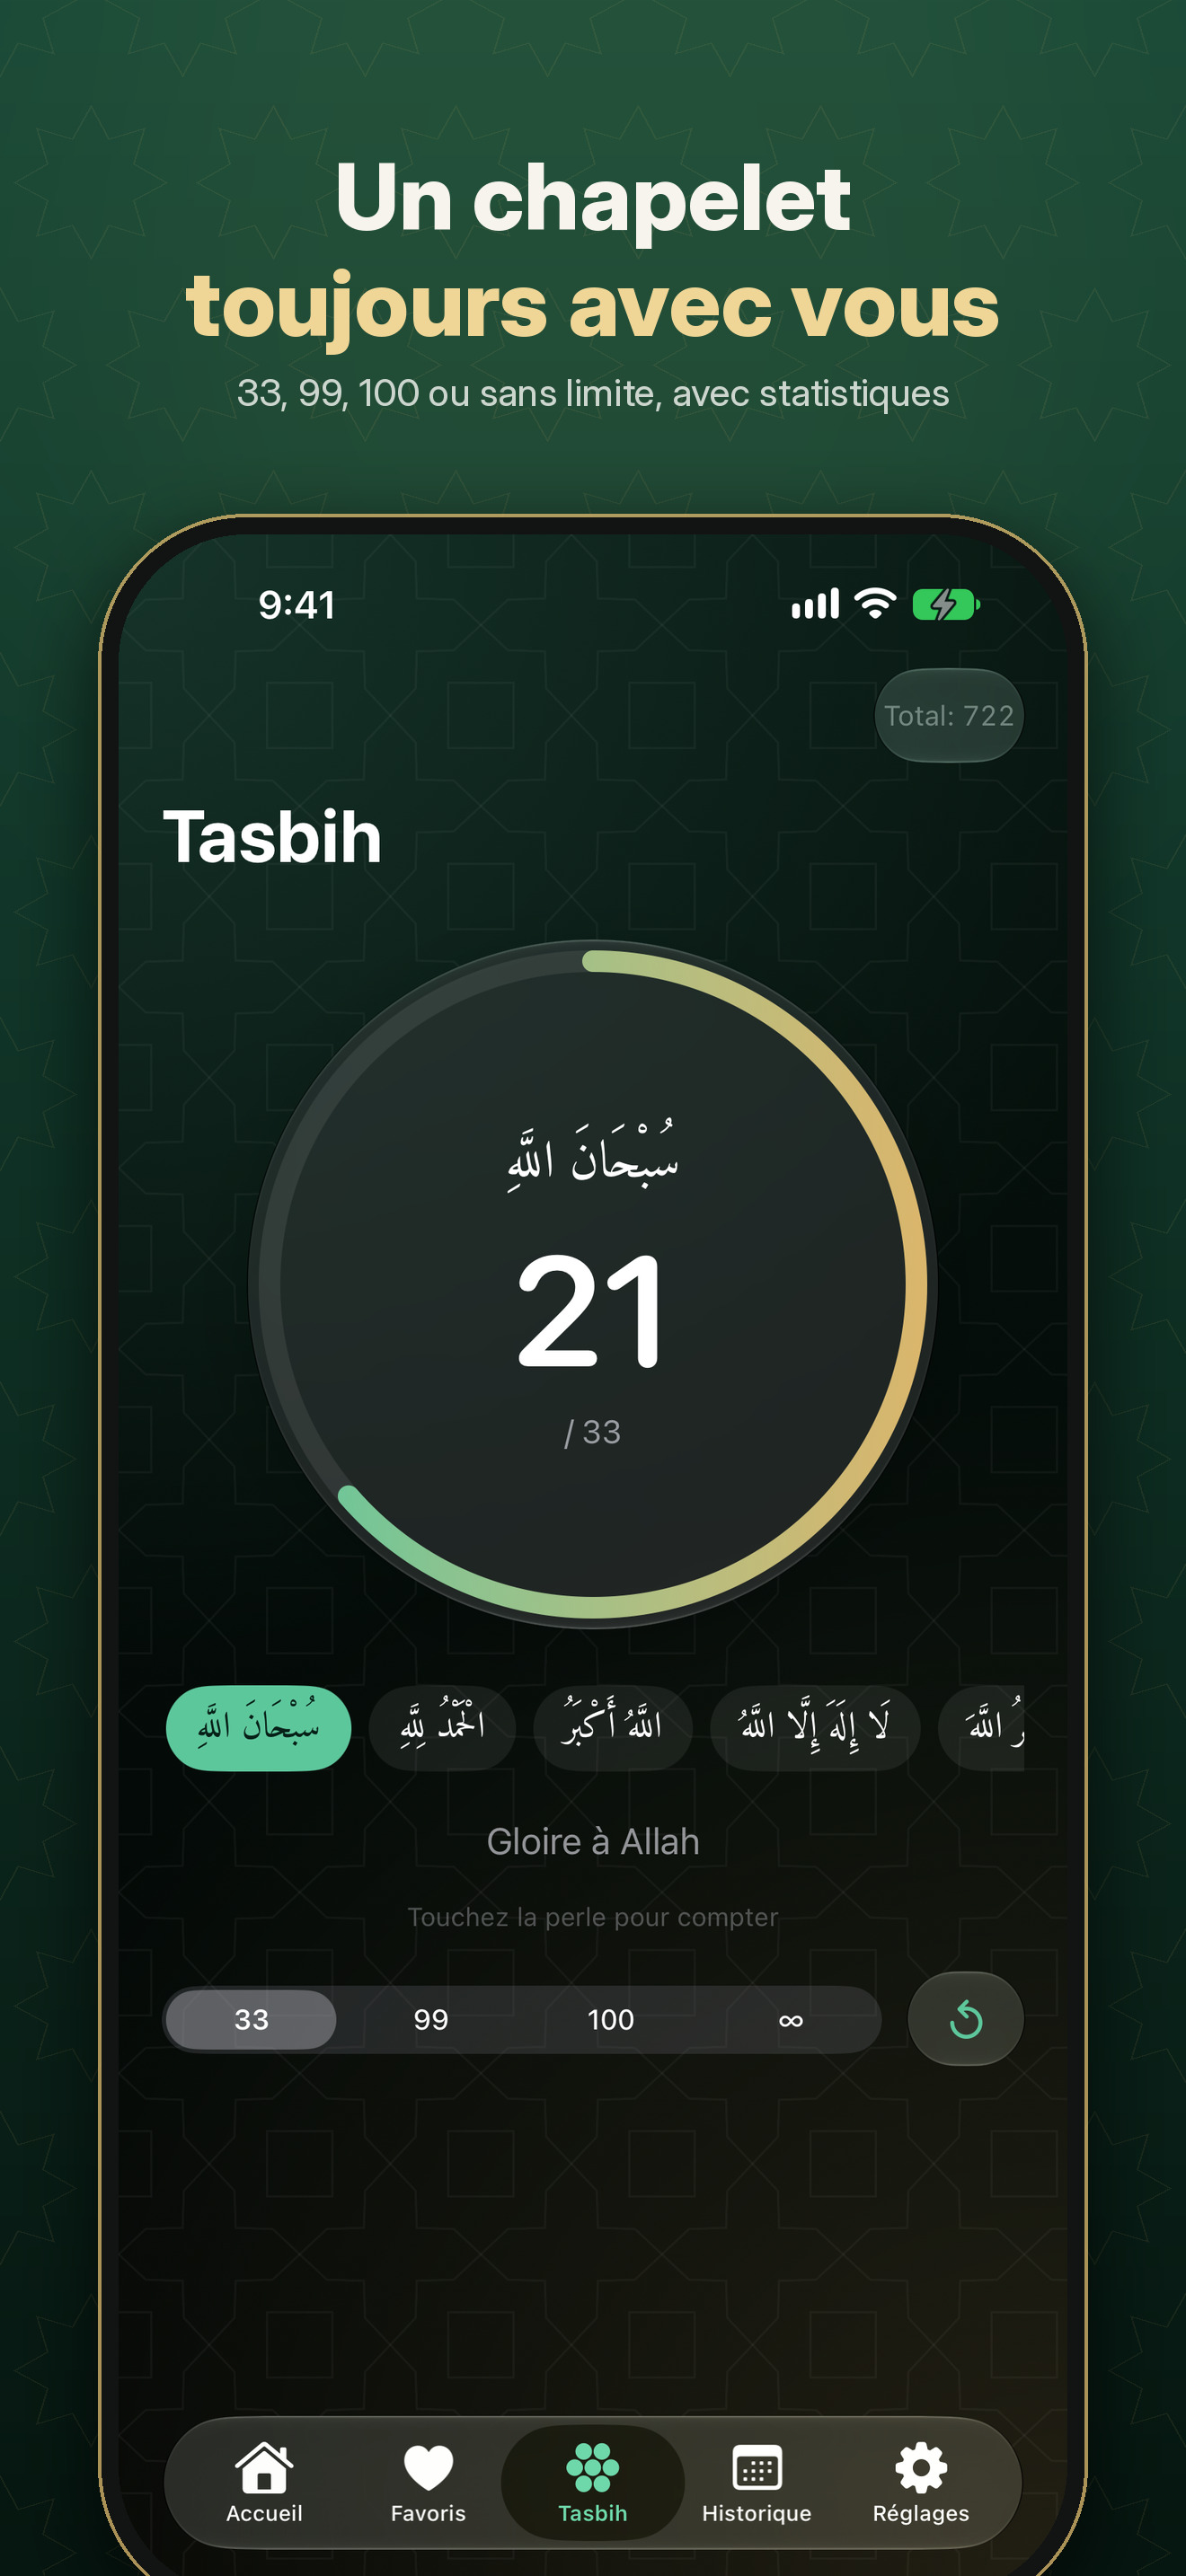 Un chapelet
toujours avec vous
33, 99, 100 ou sans limite, avec statistiques
9:41
Total: 722
Tasbih
سُبْحَانَ اللَّهِ
21
/ 33
سُبْحَانَ اللَّهِ
الْحَمْدُ لِلَّهِ
اللَّهُ أَكْبَرُ
لَا إِلَهَ إِلَّا اللَّهُ
اللَّهَ
Gloire à Allah
Touchez la perle pour compter
33 99 100 ∞
Accueil Favoris Tasbih Historique Réglages